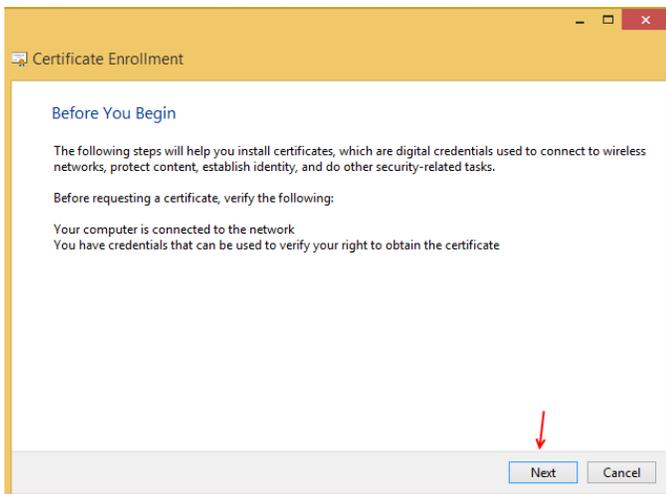 Certificate Enrollment
Before You Begin
The following steps will help you install certificates, which are digital credentials used to connect to wireless
networks, protect content, establish identity, and do other security-related tasks.
Before requesting a certificate, verify the following:
Your computer is connected to the network
You have credentials that can be used to verify your right to obtain the certificate
Next
Cancel